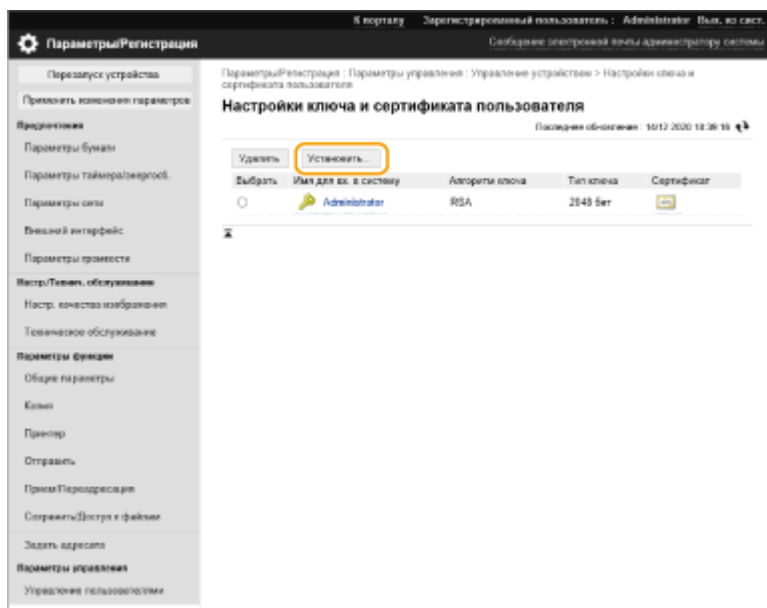 К порталу Зарегистрированный пользователь : Administrator Вых. из сист.
Параметры/Регистрация
Сообщение электронной почты администратору системы
Перезапуск устройства
Применить изменения параметров
Предпочтения
Параметры бумаги
Параметры таймера/энергосб.
Параметры сети
Внешний интерфейс
Параметры громкости
Настр./Технич. обслуживание
Настр. качества изображения
Техническое обслуживание
Параметры функции
Общие параметры
Копия
Принтер
Отправить
Прием/Переадресация
Сохранить/Доступ к файлам
Задать адресата
Параметры управления
Управление пользователями
Параметры/Регистрация : Параметры управления : Управление устройством > Настройки ключа и
сертификата пользователя
Настройки ключа и сертификата пользователя
Последнее обновление : 14/12 2020 18:39:16
Удалить Установить...
Выбрать Имя для вх. в систему Алгоритм ключа Тип ключа Сертификат
Administrator RSA 2048 бит